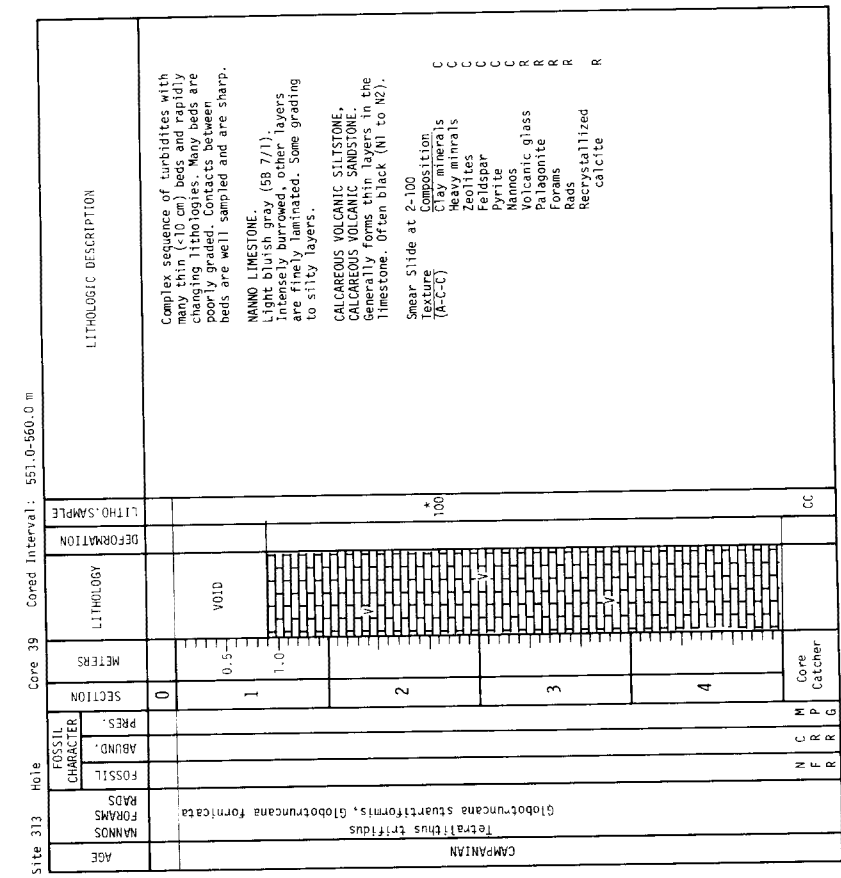 Site 313 Hole Core 39 Cored Interval: 551.0-560.0 m
AGE
NANNOS
FORAMS
RADS
FOSSIL
CHARACTER
FOSSIL
ABUND.
PRES.
SECTION
METERS
LITHOLOGY
DEFORMATION
LITHO.SAMPLE
LITHOLOGIC DESCRIPTION
CAMPANIAN
Tetralithus trifidus
Globotruncana stuartiformis, Globotruncana fornicata
0
1
0.5
1.0
VOID
2
3
4
V
V
V
*
100
Core
Catcher
N C M
F R P
R R G
CC
Complex sequence of turbidites with
many thin (<10 cm) beds and rapidly
changing lithologies. Many beds are
poorly graded. Contacts between
beds are well sampled and are sharp.
NANNO LIMESTONE.
Light bluish gray (5B 7/1).
Intensely burrowed, other layers
are finely laminated. Some grading
to silty layers.
CALCAREOUS VOLCANIC SILTSTONE,
CALCAREOUS VOLCANIC SANDSTONE.
Generally forms thin layers in the
limestone. Often black (N1 to N2).
Smear Slide at 2-100
Texture Composition
(A-C-C) Clay minerals C
Heavy minrals C
Zeolites C
Feldspar C
Pyrite C
Nannos C
Volcanic glass R
Palagonite R
Forams R
Rads R
Recrystallized
calcite R